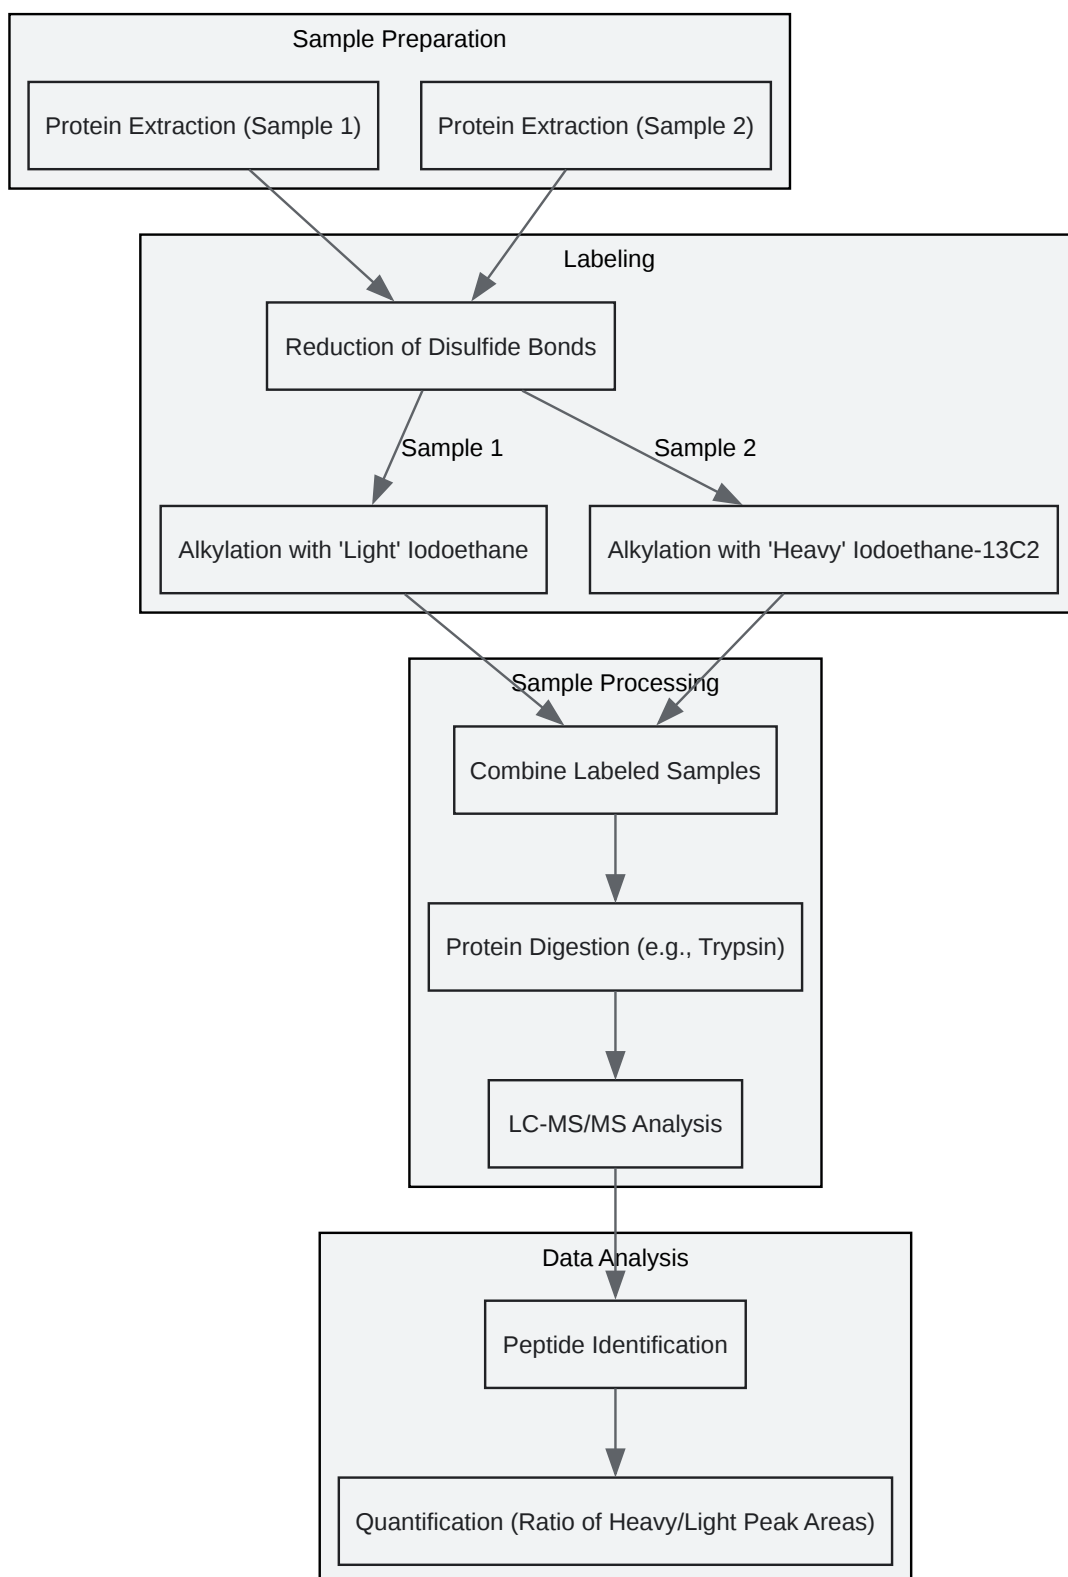 Sample Preparation
Protein Extraction (Sample 1)
Protein Extraction (Sample 2)
Labeling
Reduction of Disulfide Bonds
Sample 1
Sample 2
Alkylation with 'Light' Iodoethane
Alkylation with 'Heavy' Iodoethane-13C2
Sample Processing
Combine Labeled Samples
Protein Digestion (e.g., Trypsin)
LC-MS/MS Analysis
Data Analysis
Peptide Identification
Quantification (Ratio of Heavy/Light Peak Areas)